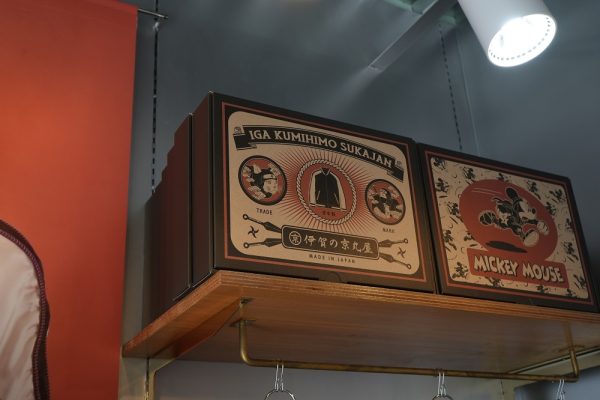 IGA KUMIHIMO SUKAJAN
TRADE
MARK
伊賀の京丸屋
MADE IN JAPAN
MICKEY MOUSE